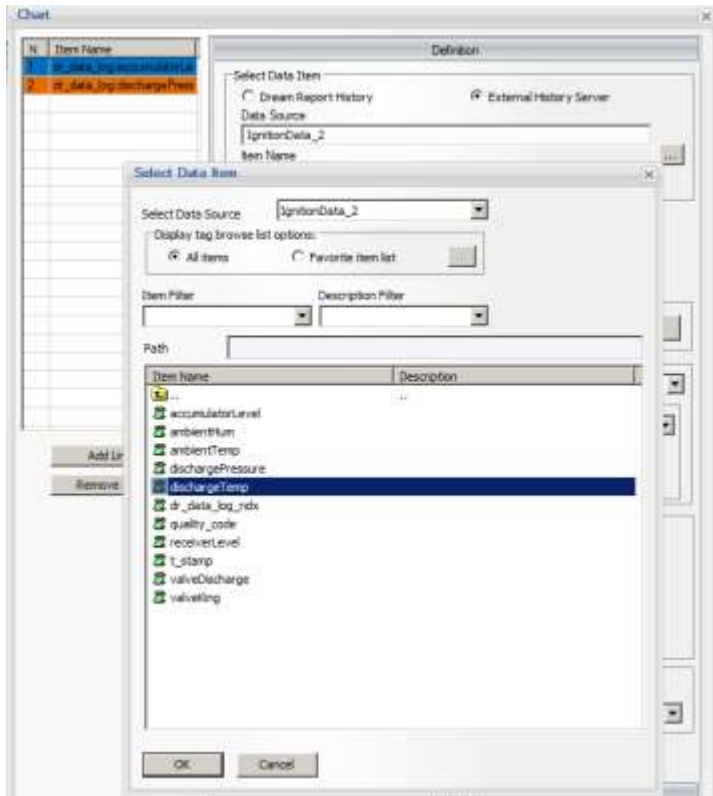 Chart
N Item Name
Definition
1 dr_data_log.accumulatorLe
2 dr_data_log.dischargePress
Select Data Item
Dream Report History
External History Server
Data Source
IgnitionData_2
Item Name
...
Select Data Item
Select Data Source IgnitionData_2
Display tag browse list options:
All items
Favorite item list
...
Item Filter
Description Filter
Path
Item Name Description
.. ..
accumulatorLevel
ambientHum
ambientTemp
dischargePressure
dischargeTemp
dr_data_log_ndx
quality_code
receiverLevel
t_stamp
valveDischarge
Add Lin
Remove
OK
Cancel